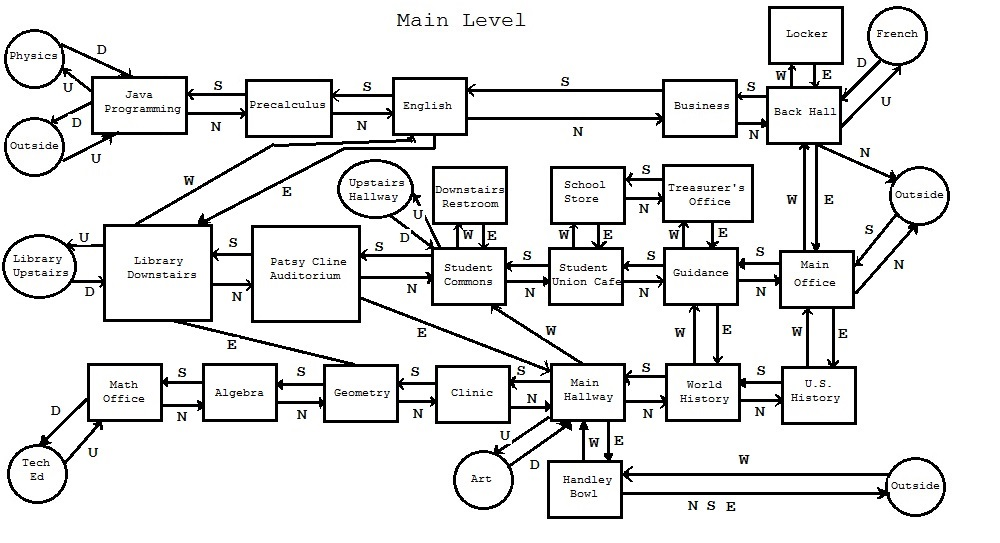 Main Level
Locker
French
Physics
D
U
W
E
D
U
Java
Programming
S
N
Precalculus
S
N
English
S
N
Business
S
N
Back Hall
D
U
Outside
N
W
E
W
E
Outside
S
N
Upstairs
Hallway
U
D
Downstairs
Restroom
W
E
School
Store
S
N
Treasurer's
Office
W
E
W
E
Library
Upstairs
U
D
Library
Downstairs
S
N
Patsy Cline
Auditorium
S
N
Student
Commons
S
N
Student
Union Cafe
S
N
Guidance
S
N
Main
Office
E
E
W
W
E
W
E
Math
Office
S
N
Algebra
S
N
Geometry
S
N
Clinic
S
N
Main
Hallway
S
N
World
History
S
N
U.S.
History
D
U
Tech
Ed
U
D
Art
W
E
Handley
Bowl
W
N S E
Outside